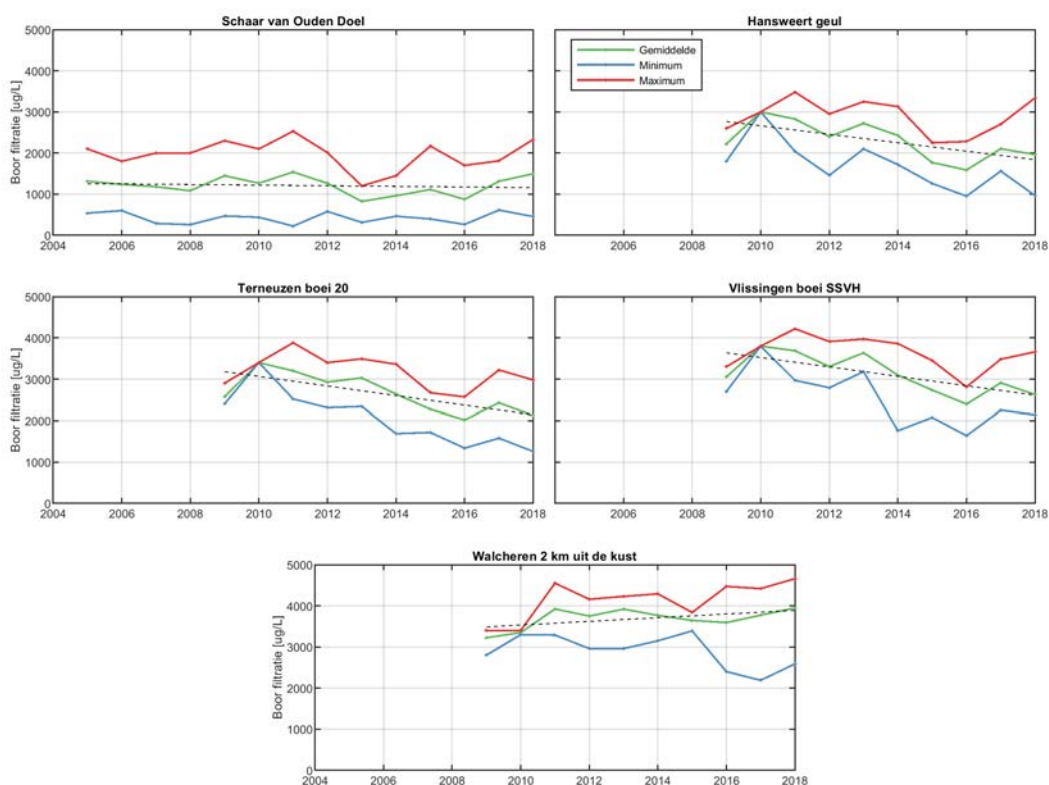 Schaar van Ouden Doel
5000
4000
3000
2000
1000
0
Boor filtratie [ug/L]
2004 2006 2008 2010 2012 2014 2016 2018
Hansweert geul
Gemiddelde
Minimum
Maximum
2006 2008 2010 2012 2014 2016 2018
Terneuzen boei 20
5000
4000
3000
2000
1000
0
Boor filtratie [ug/L]
2004 2006 2008 2010 2012 2014 2016 2018
Vlissingen boei SSVH
2006 2008 2010 2012 2014 2016 2018
Walcheren 2 km uit de kust
5000
4000
3000
2000
1000
0
Boor filtratie [ug/L]
2004 2006 2008 2010 2012 2014 2016 2018